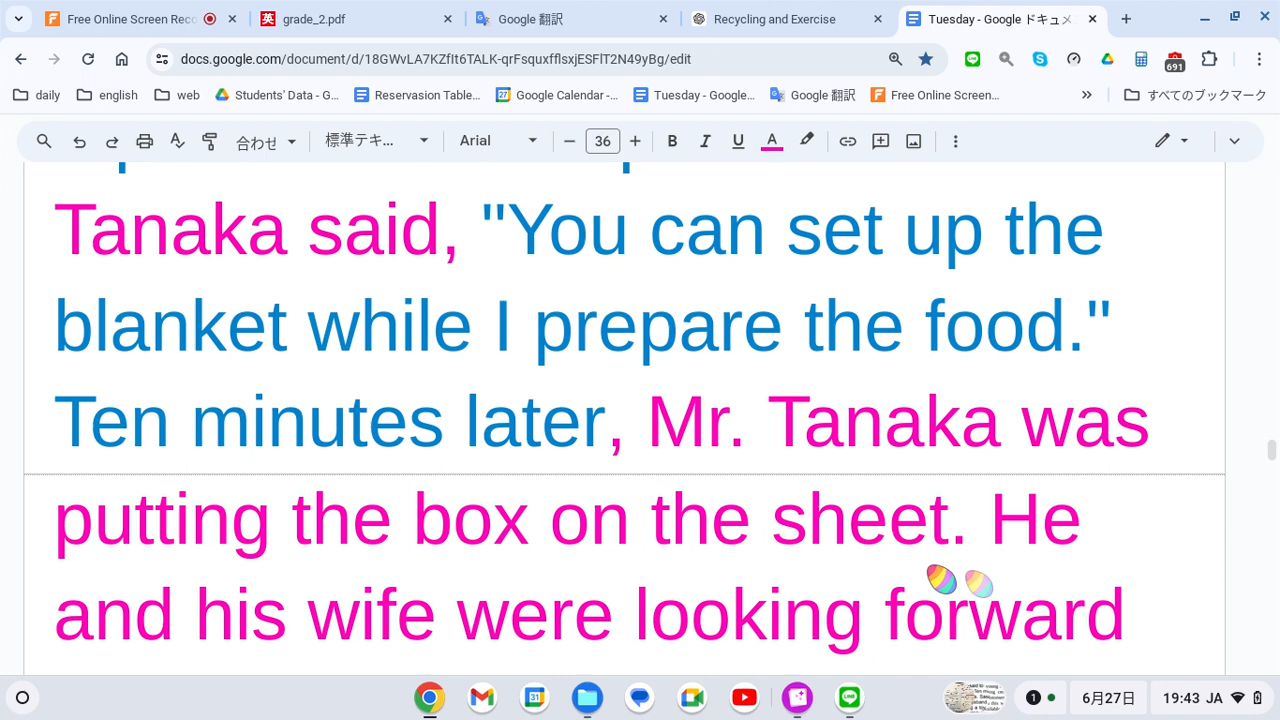 Free Online Screen Reco
grade_2.pdf
Google 翻訳
Recycling and Exercise
Tuesday - Google ドキュメ
docs.google.com/document/d/18GWvLA7KZfIt6TALK-qrFsquxfflsxjESFlT2N49yBg/edit
691
daily
english
web
Students' Data - G...
Reservasion Table...
Google Calendar -...
Tuesday - Google...
Google 翻訳
Free Online Screen...
すべてのブックマーク
合わせ
標準テキ...
Arial
36
B
I
U
A
Tanaka said, "You can set up the
blanket while I prepare the food."
Ten minutes later, Mr. Tanaka was
putting the box on the sheet. He
and his wife were looking forward
1
6月27日
19:43
JA